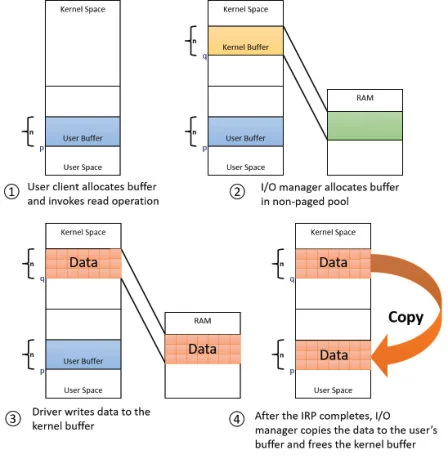 Kernel Space
n
User Buffer
p
User Space
① User client allocates buffer
and invokes read operation
Kernel Space
n
Kernel Buffer
q
RAM
n
User Buffer
p
User Space
② I/O manager allocates buffer
in non-paged pool
Kernel Space
n
Data
q
RAM
Data
n
User Buffer
p
User Space
③ Driver writes data to the
kernel buffer
Kernel Space
n
Data
q
Copy
n
Data
p
User Space
④ After the IRP completes, I/O
manager copies the data to the user's
buffer and frees the kernel buffer